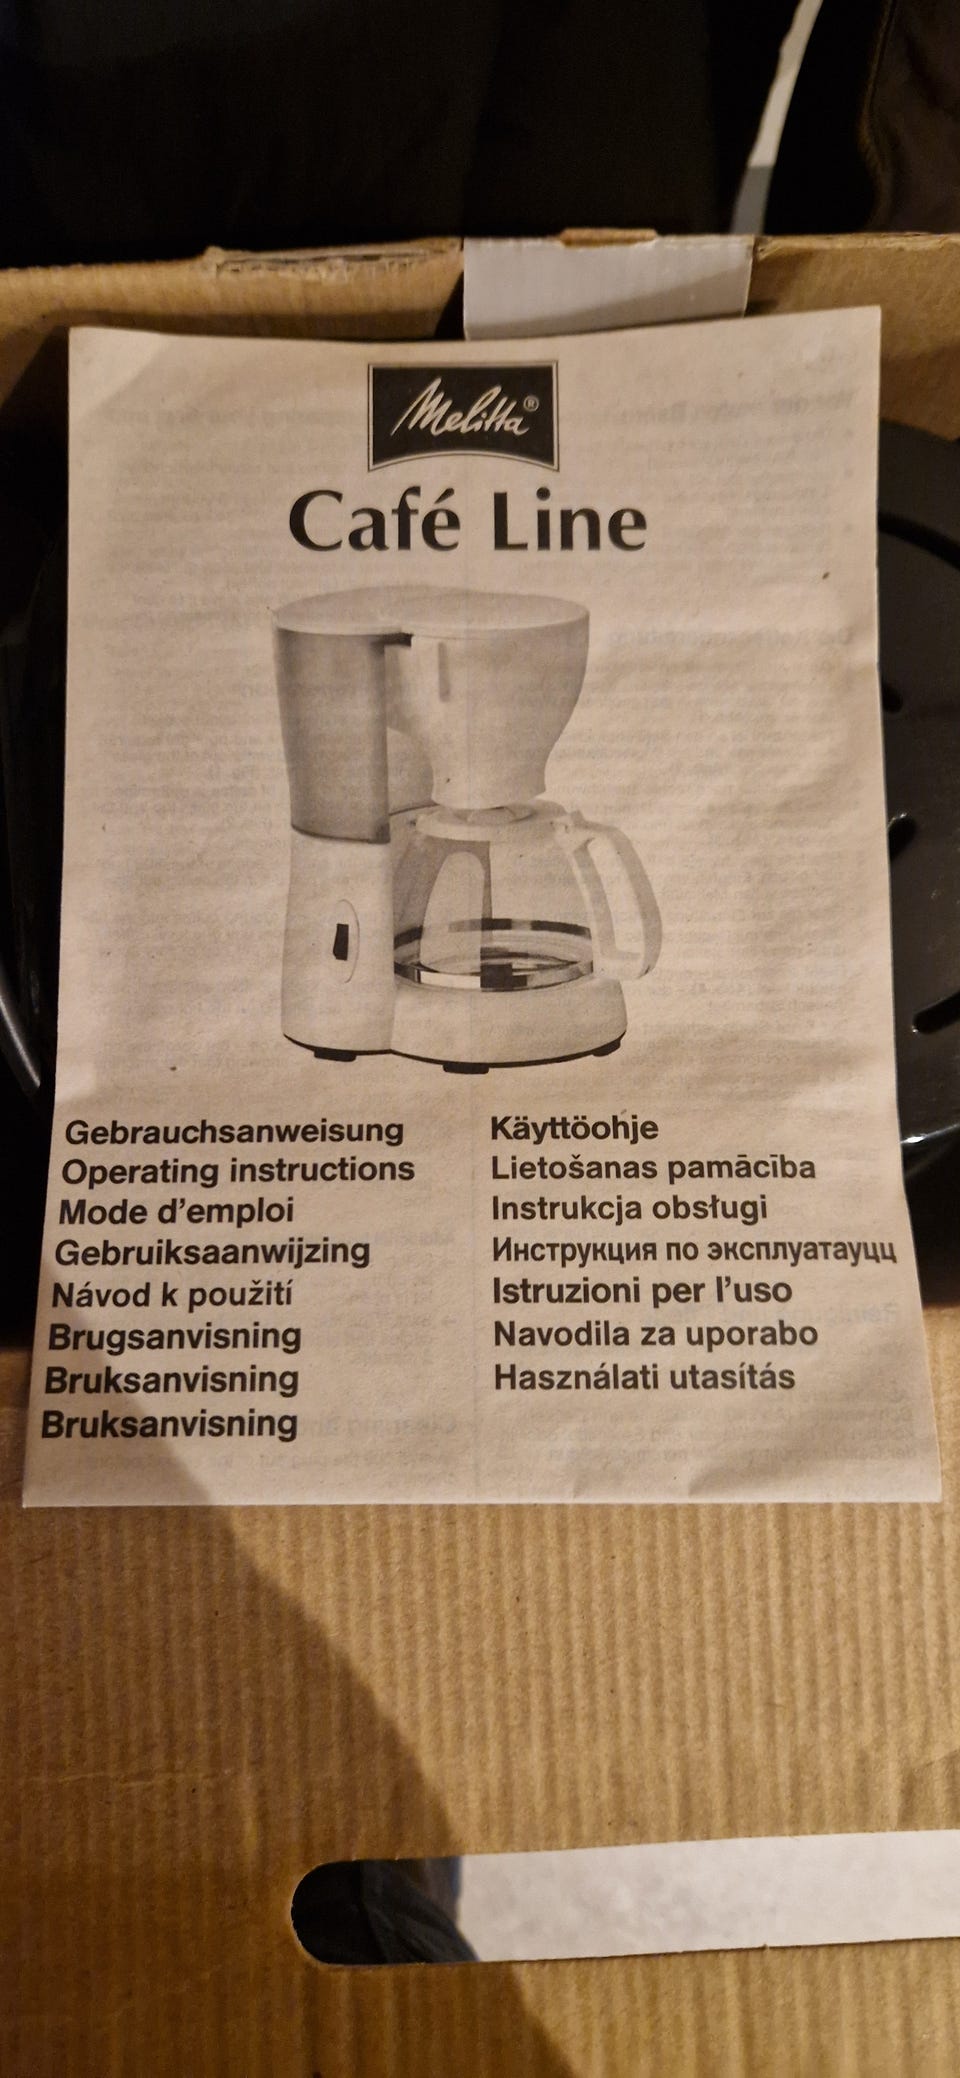 Melitta®
Café Line
Gebrauchsanweisung
Operating instructions
Mode d'emploi
Gebruiksaanwijzing
Návod k použití
Brugsanvisning
Bruksanvisning
Bruksanvisning
Käyttöohje
Lietošanas pamācība
Instrukcja obsługi
Инструкция по эксплуатауцц
Istruzioni per l'uso
Navodila za uporabo
Használati utasítás